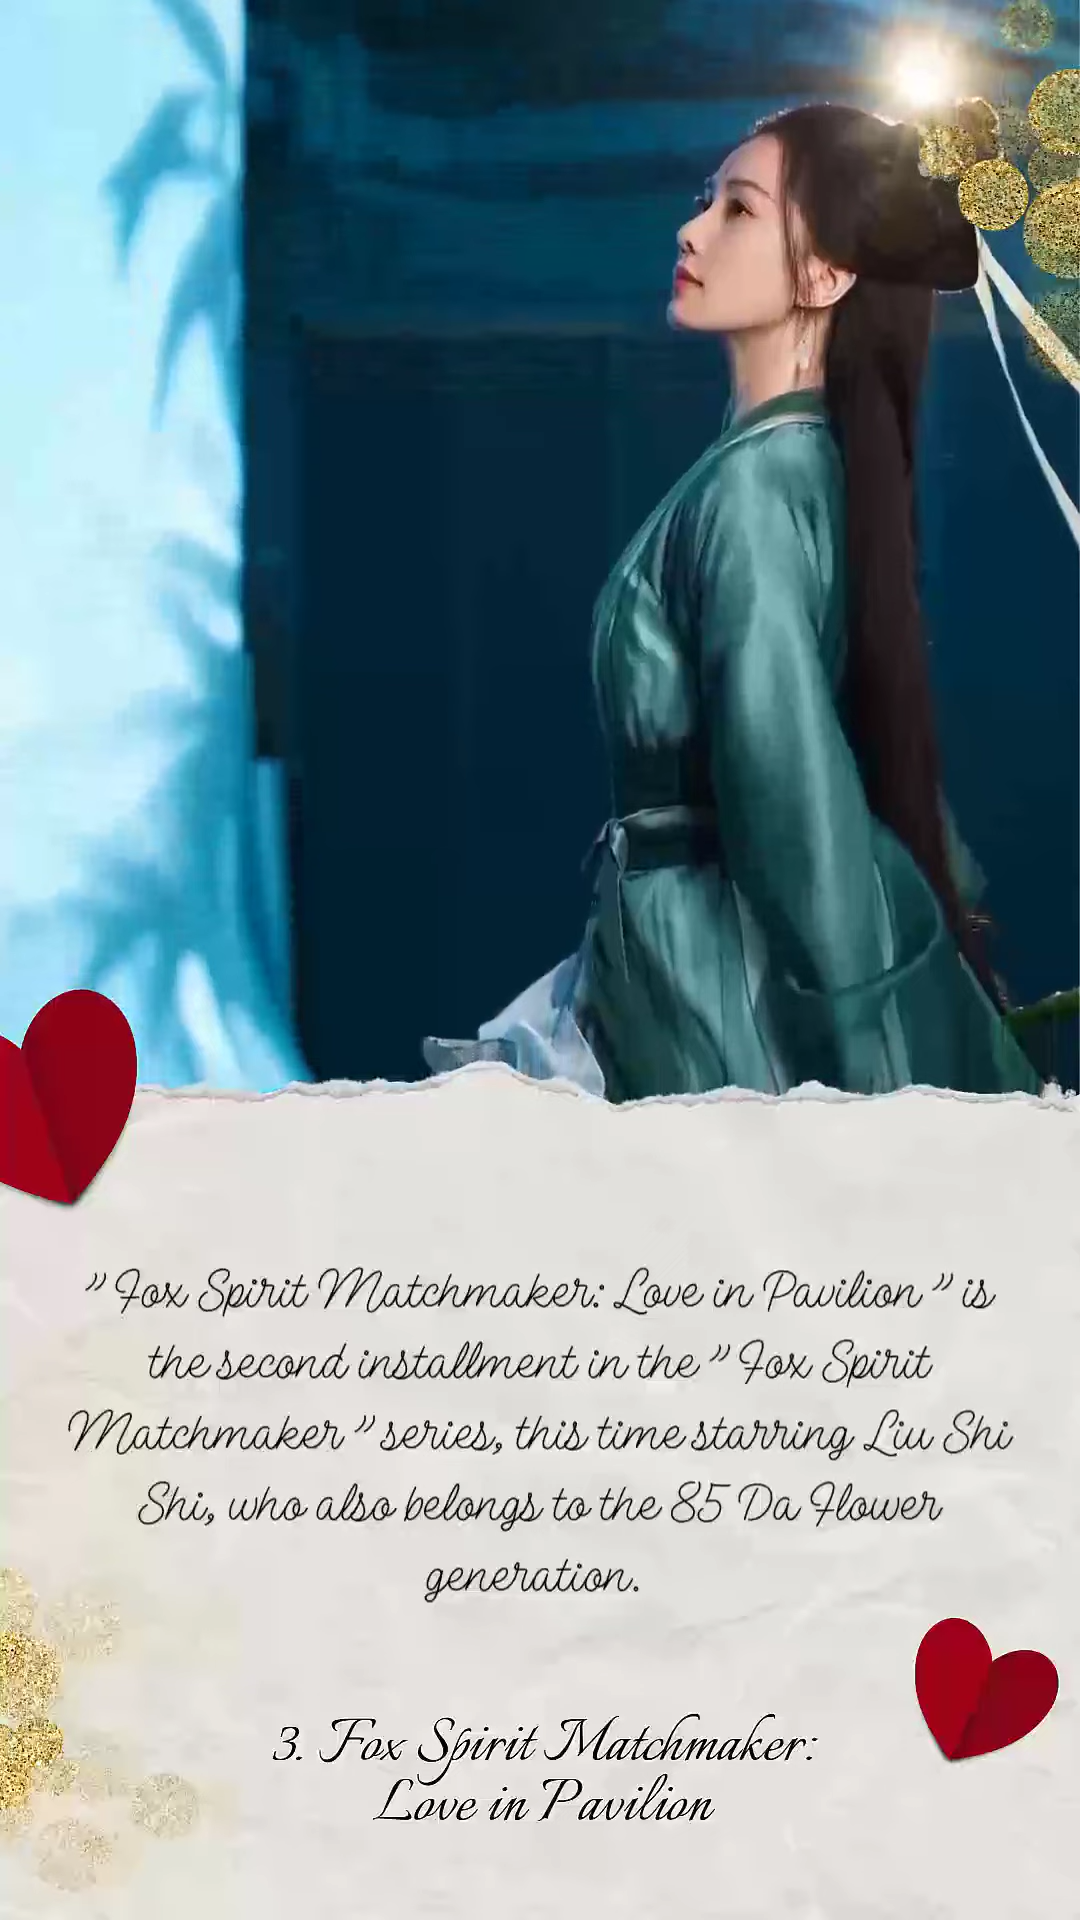 "Fox Spirit Matchmaker: Love in Pavilion" is
the second installment in the "Fox Spirit
Matchmaker" series, this time starring Liu Shi
Shi, who also belongs to the 85 Da Flower
generation.
3. Fox Spirit Matchmaker:
Love in Pavilion